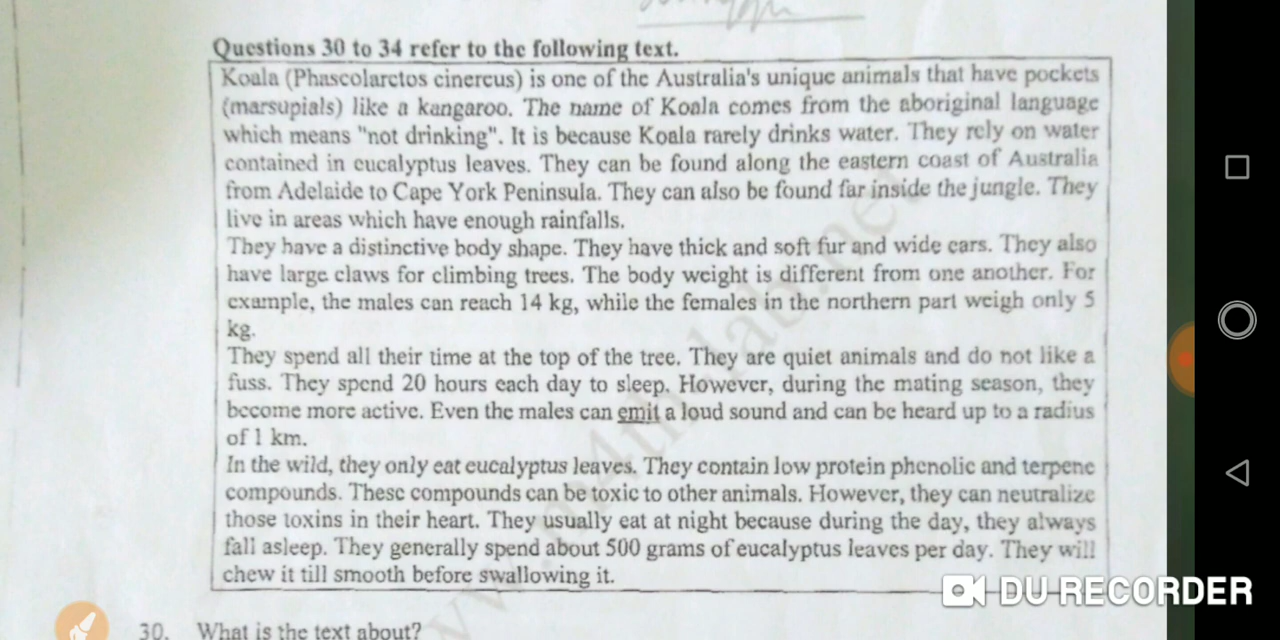 Questions 30 to 34 refer to the following text.
Koala (Phascolarctos cinereus) is one of the Australia's unique animals that have pockets
(marsupials) like a kangaroo. The name of Koala comes from the aboriginal language
which means "not drinking". It is because Koala rarely drinks water. They rely on water
contained in eucalyptus leaves. They can be found along the eastern coast of Australia
from Adelaide to Cape York Peninsula. They can also be found far inside the jungle. They
live in areas which have enough rainfalls.
They have a distinctive body shape. They have thick and soft fur and wide ears. They also
have large claws for climbing trees. The body weight is different from one another. For
example, the males can reach 14 kg, while the females in the northern part weigh only 5
kg.
They spend all their time at the top of the tree. They are quiet animals and do not like a
fuss. They spend 20 hours each day to sleep. However, during the mating season, they
become more active. Even the males can emit a loud sound and can be heard up to a radius
of 1 km.
In the wild, they only eat eucalyptus leaves. They contain low protein phenolic and terpene
compounds. These compounds can be toxic to other animals. However, they can neutralize
those toxins in their heart. They usually eat at night because during the day, they always
fall asleep. They generally spend about 500 grams of eucalyptus leaves per day. They will
chew it till smooth before swallowing it.
DU RECORDER
30. What is the text about?